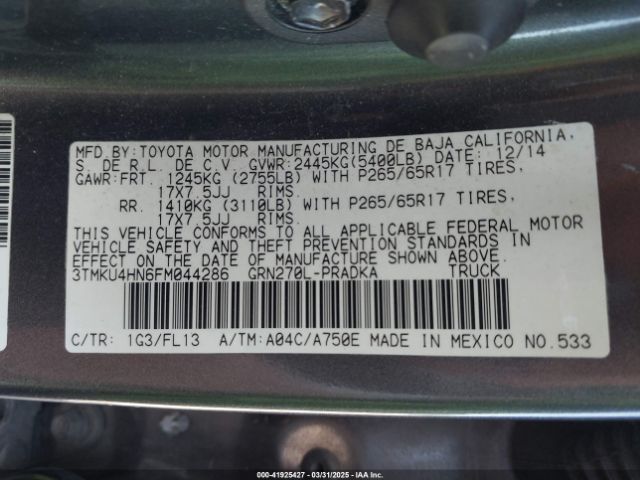 MFD.BY:TOYOTA MOTOR MANUFACTURING DE BAJA CALIFORNIA,
S. DE R.L. DE C.V. GVWR:2445KG(5400LB) DATE: 12/14
GAWR:FRT. 1245KG (2755LB) WITH P265/65R17 TIRES,
17X7.5JJ RIMS.
RR. 1410KG (3110LB) WITH P265/65R17 TIRES,
17X7.5JJ RIMS.
THIS VEHICLE CONFORMS TO ALL APPLICABLE FEDERAL MOTOR
VEHICLE SAFETY AND THEFT PREVENTION STANDARDS IN
EFFECT ON THE DATE OF MANUFACTURE SHOWN ABOVE.
3TMKU4HN6FM044286 GRN270L-PRADKA TRUCK
C/TR: 1G3/FL13 A/TM:A04C/A750E MADE IN MEXICO NO.533
000-41925427 - 03/31/2025 - IAA Inc.